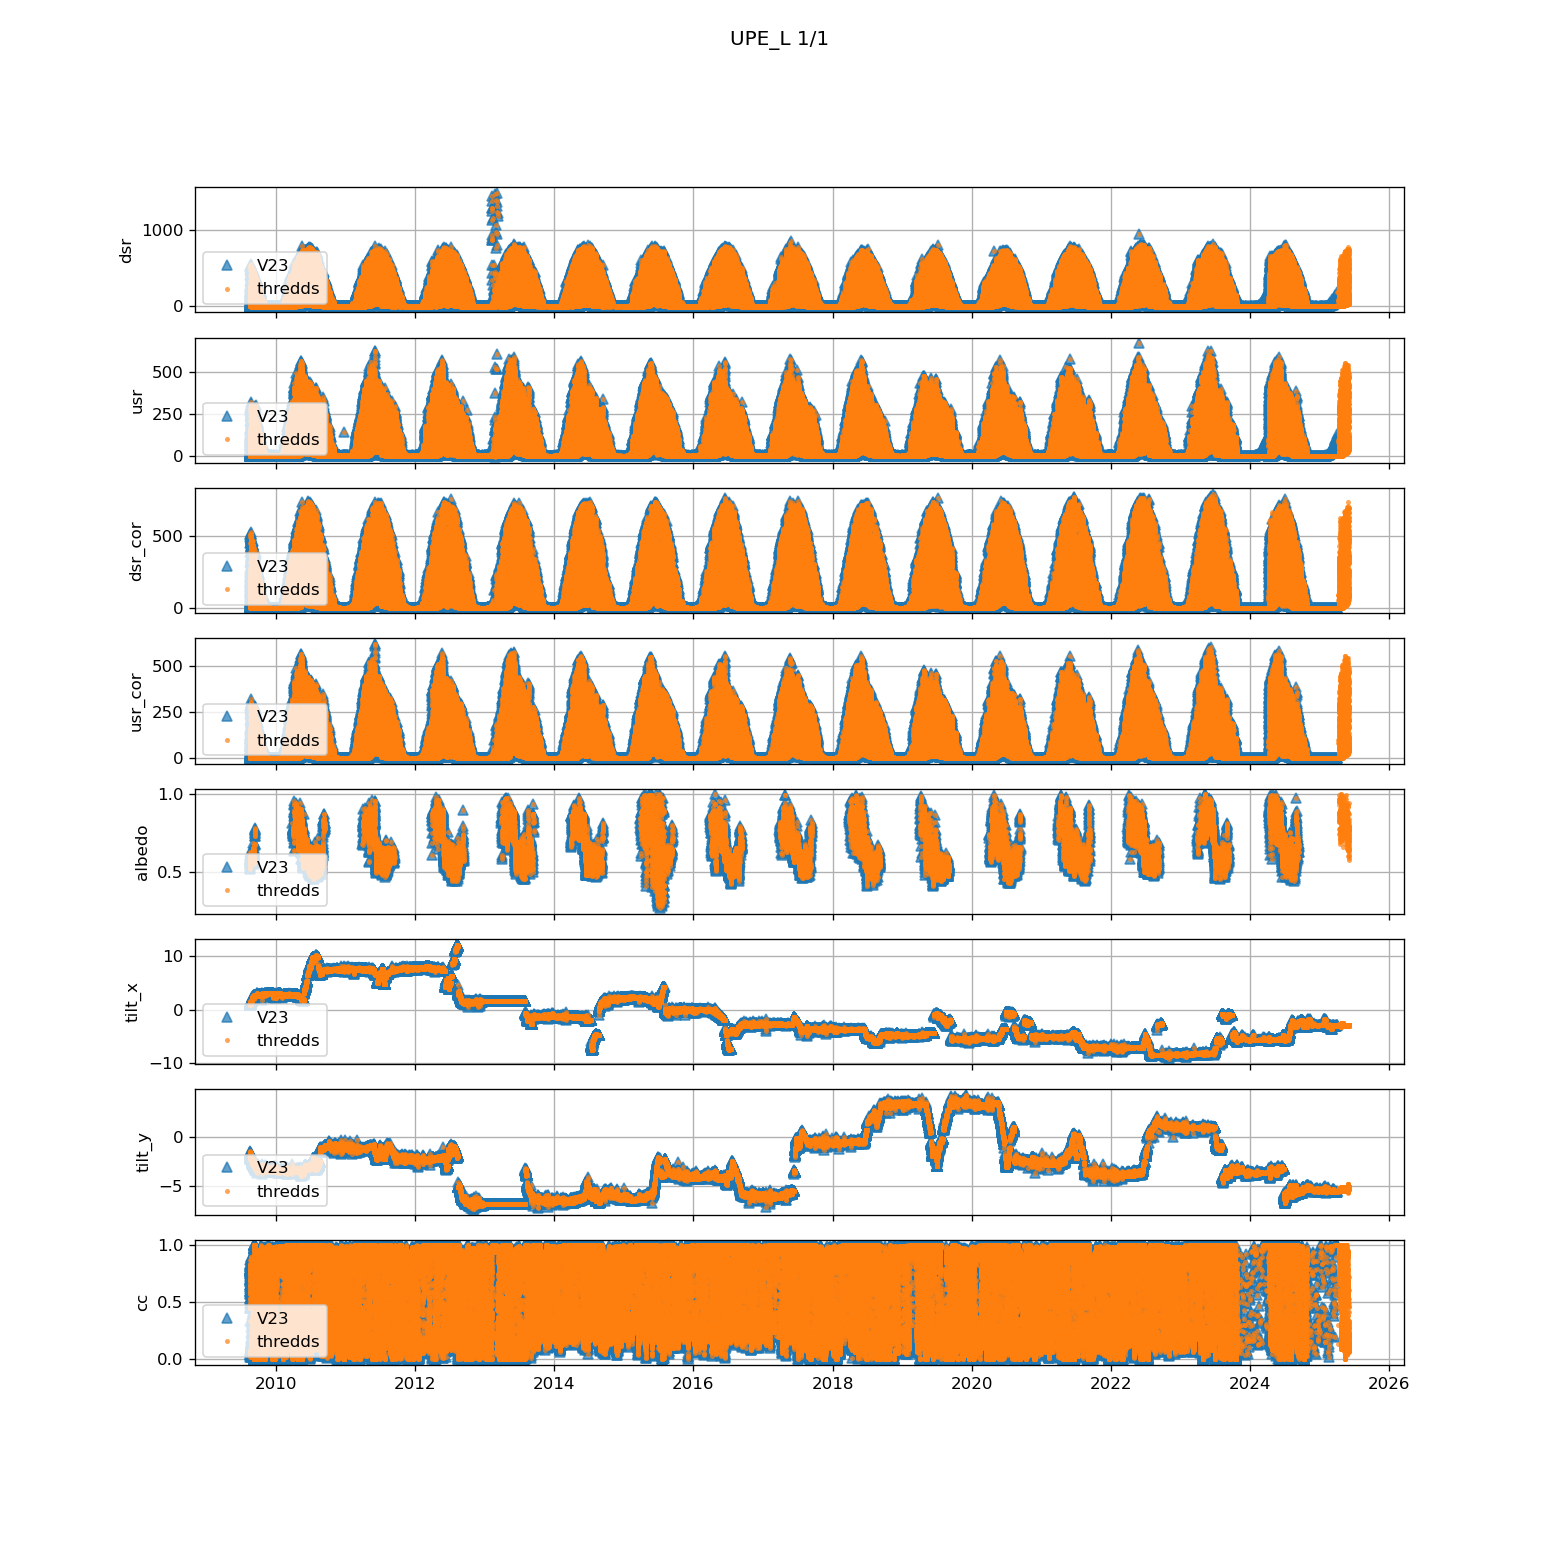 UPE_L 1/1
dsr
1000
0
V23
thredds
usr
500
250
0
V23
thredds
dsr_cor
500
0
V23
thredds
usr_cor
500
250
0
V23
thredds
albedo
1.0
0.5
V23
thredds
tilt_x
10
0
−10
V23
thredds
tilt_y
0
−5
V23
thredds
cc
1.0
0.5
0.0
V23
thredds
2010 2012 2014 2016 2018 2020 2022 2024 2026